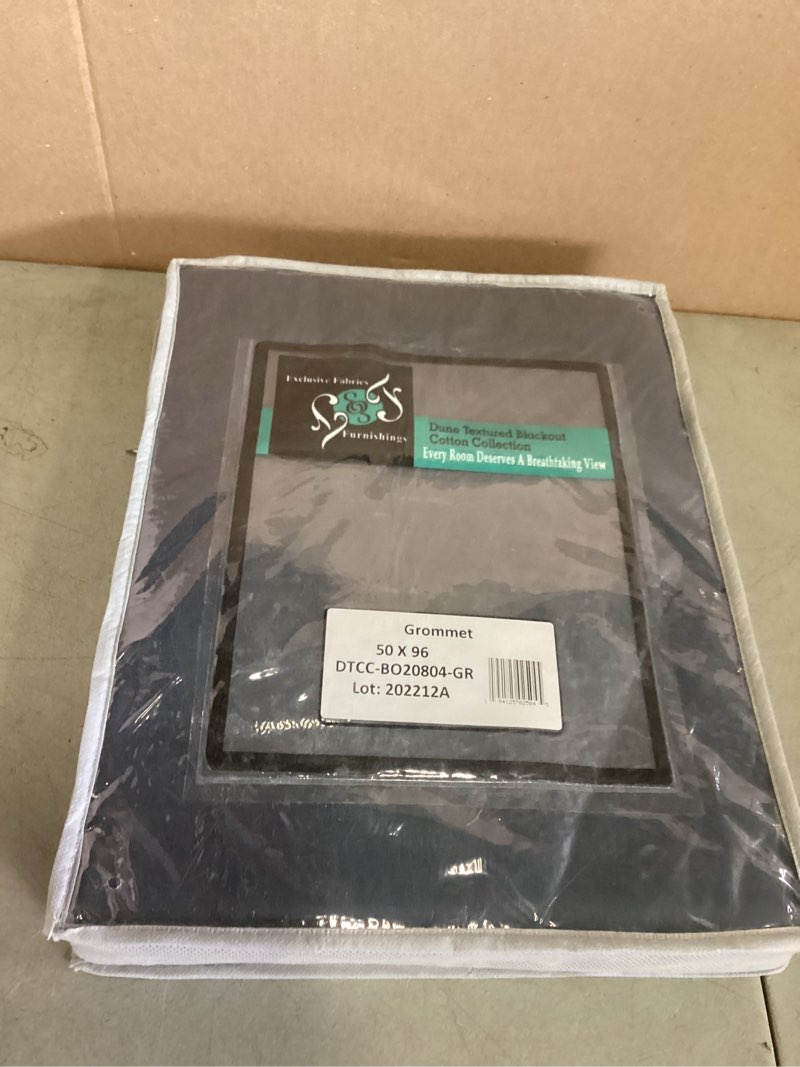 Exclusive Fabrics
&
Furnishings
Dune Textured Blackout
Cotton Collection
Every Room Deserves A Breathtaking View
Grommet
50 X 96
DTCC-BO20804-GR
Lot: 202212A